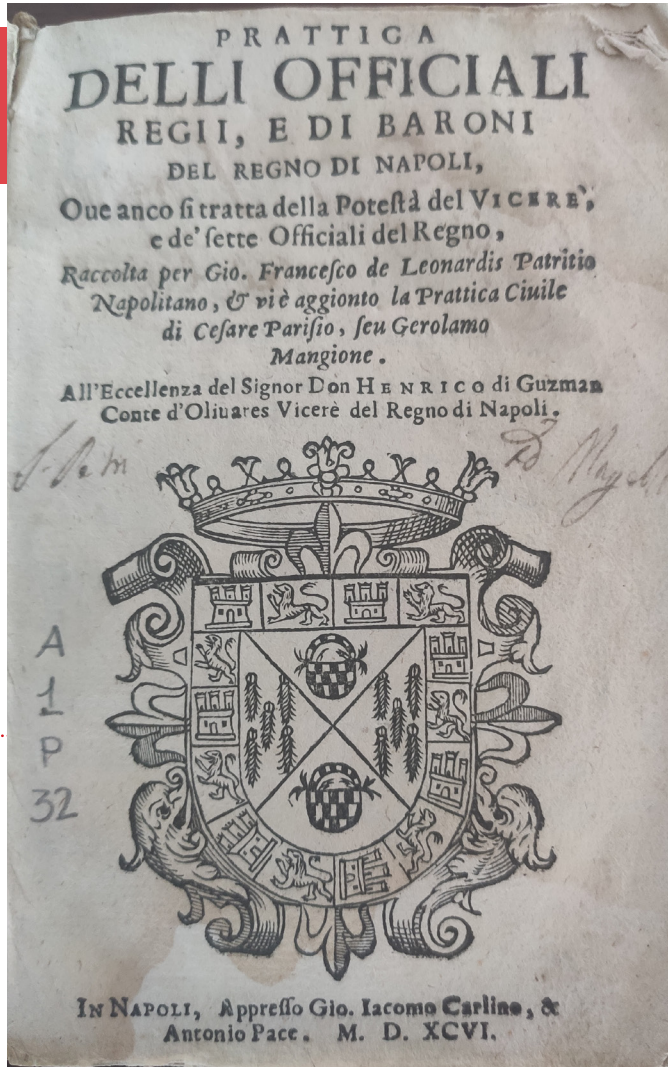 PRATTICA
DELLI OFFICIALI
REGII, E DI BARONI
DEL REGNO DI NAPOLI,
Oue anco ſi tratta della Poteſtà del VICERE`,
e de' ſette Officiali del Regno,
Raccolta per Gio. Franceſco de Leonardis Patritio
Napolitano, & vi è aggionto la Prattica Ciuile
di Ceſare Pariſio, ſeu Gerolamo
Mangione.
All'Eccellenza del Signor Don HENRICO di Guzman
Conte d'Oliuares Vicerè del Regno di Napoli.
A
1
P
32
IN NAPOLI, Appreſſo Gio. Iacomo Carlino, &
Antonio Pace. M. D. XCVI.